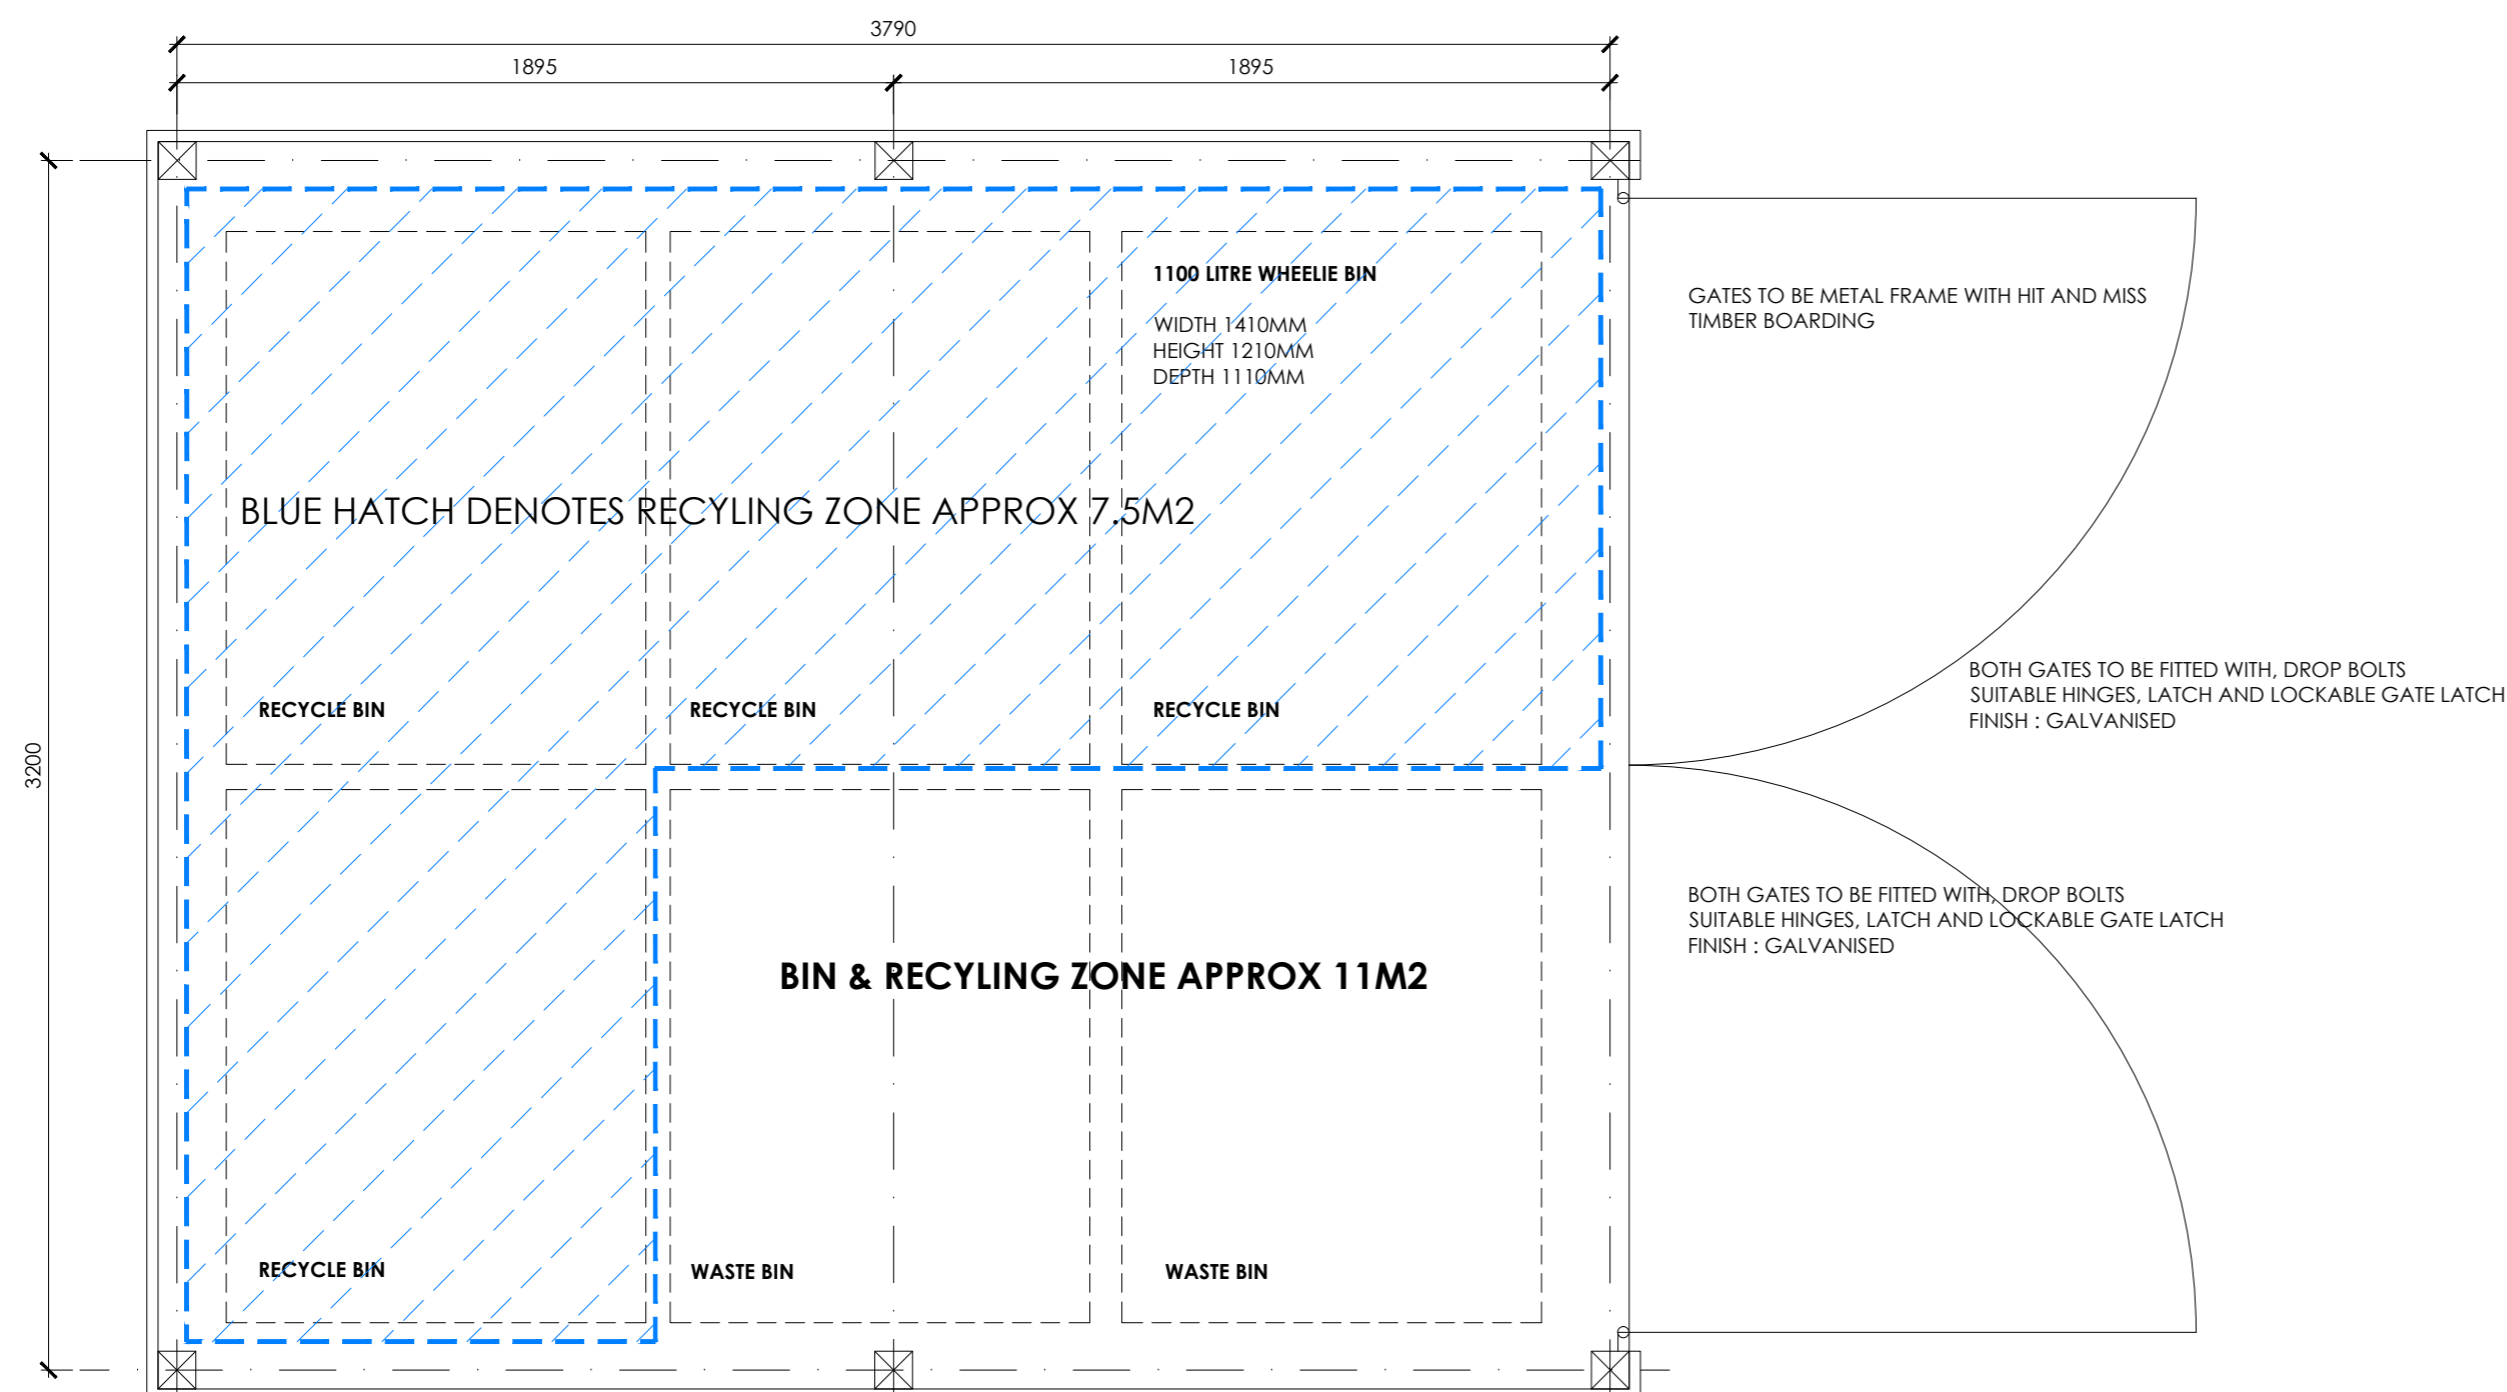 3790
1895
1895
3200
1100 LITRE WHEELIE BIN
WIDTH 1410MM
HEIGHT 1210MM
DEPTH 1110MM
GATES TO BE METAL FRAME WITH HIT AND MISS
TIMBER BOARDING
BLUE HATCH DENOTES RECYLING ZONE APPROX 7.5M2
BOTH GATES TO BE FITTED WITH, DROP BOLTS
SUITABLE HINGES, LATCH AND LOCKABLE GATE LATCH
FINISH : GALVANISED
RECYCLE BIN
RECYCLE BIN
RECYCLE BIN
BOTH GATES TO BE FITTED WITH, DROP BOLTS
SUITABLE HINGES, LATCH AND LOCKABLE GATE LATCH
FINISH : GALVANISED
BIN & RECYLING ZONE APPROX 11M2
RECYCLE BIN
WASTE BIN
WASTE BIN